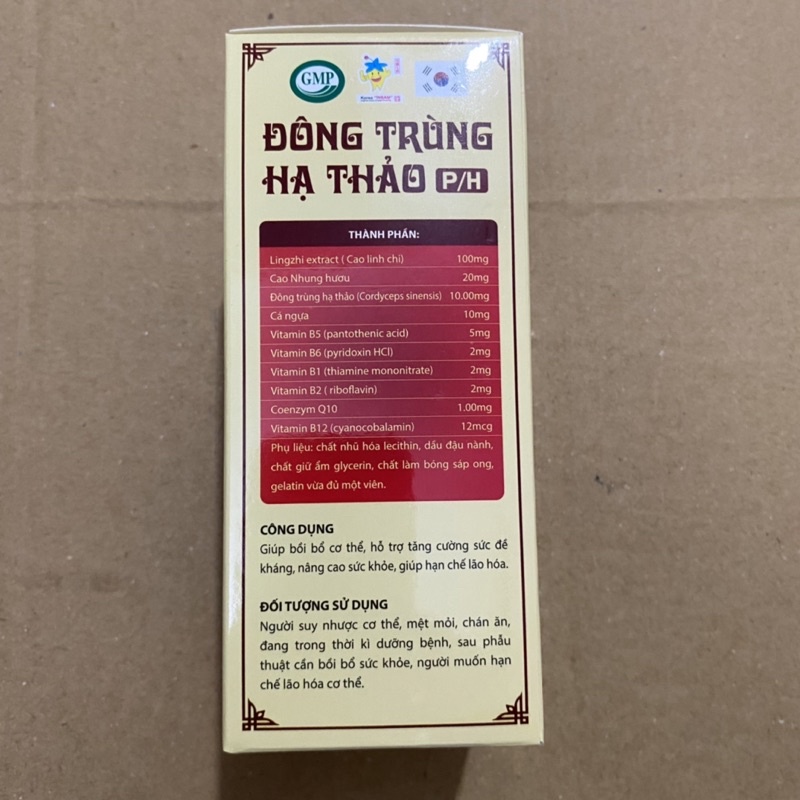 GMP
ĐÔNG TRÙNG
HẠ THẢO P/H
THÀNH PHẦN:
Lingzhi extract ( Cao linh chi) 100mg
Cao Nhung hươu 20mg
Đông trùng hạ thảo (Cordyceps sinensis) 10.00mg
Cá ngựa 10mg
Vitamin B5 (pantothenic acid) 5mg
Vitamin B6 (pyridoxin HCl) 2mg
Vitamin B1 (thiamine mononitrate) 2mg
Vitamin B2 ( riboflavin) 2mg
Coenzym Q10 1.00mg
Vitamin B12 (cyanocobalamin) 12mcg
Phụ liệu: chất nhũ hóa lecithin, dầu đậu nành,
chất giữ ẩm glycerin, chất làm bóng sáp ong,
gelatin vừa đủ một viên.
CÔNG DỤNG
Giúp bồi bổ cơ thể, hỗ trợ tăng cường sức đề
kháng, nâng cao sức khỏe, giúp hạn chế lão hóa.
ĐỐI TƯỢNG SỬ DỤNG
Người suy nhược cơ thể, mệt mỏi, chán ăn,
đang trong thời kì dưỡng bệnh, sau phẫu
thuật cần bồi bổ sức khỏe, người muốn hạn
chế lão hóa cơ thể.